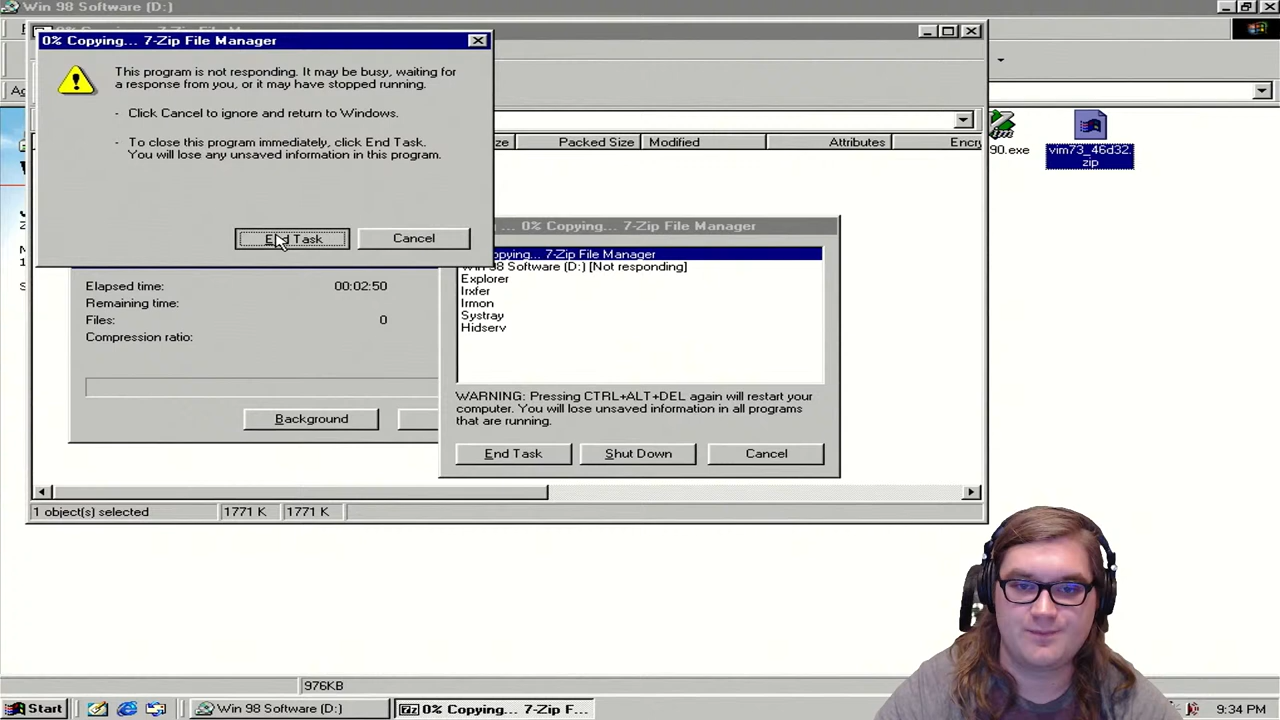 Win 98 Software (D:)
0% Copying... 7-Zip File Manager
This program is not responding. It may be busy, waiting for
a response from you, or it may have stopped running.
- Click Cancel to ignore and return to Windows.
- To close this program immediately, click End Task.
You will lose any unsaved information in this program.
End Task
Cancel
Packed Size
Modified
Attributes
90.exe
vim73_46d32.
zip
0% Copying... 7-Zip File Manager
7-Zip File Manager
(D:) [Not responding]
Explorer
Irxfer
Irmon
Systray
Hidserv
WARNING: Pressing CTRL+ALT+DEL again will restart your
computer. You will lose unsaved information in all programs
that are running.
End Task
Shut Down
Cancel
Elapsed time:
00:02:50
Remaining time:
Files:
0
Compression ratio:
Background
1 object(s) selected
1771 K
1771 K
976KB
Start
Win 98 Software (D:)
0% Copying... 7-Zip F...
9:34 PM